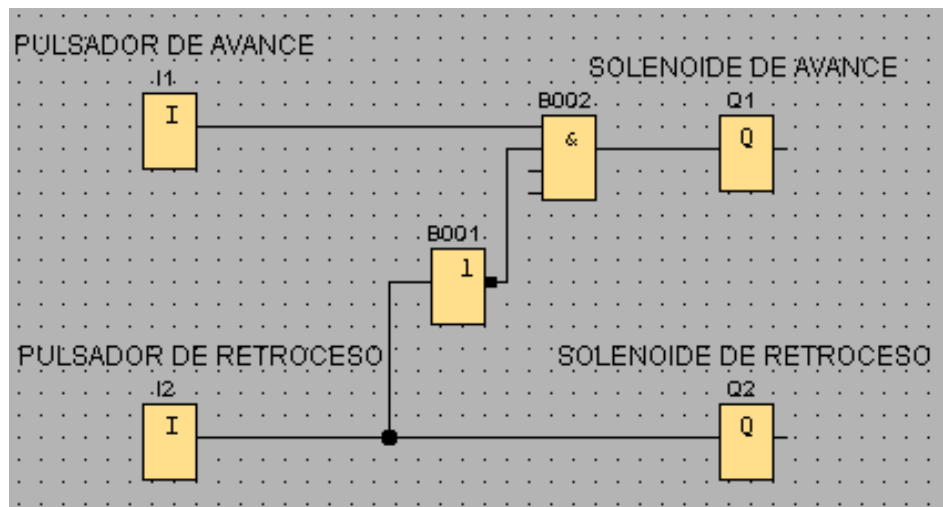 PULSADOR DE AVANCE
I1
I
SOLENOIDE DE AVANCE
B002
&
Q1
Q
B001
1
PULSADOR DE RETROCESO
I2
I
SOLENOIDE DE RETROCESO
Q2
Q